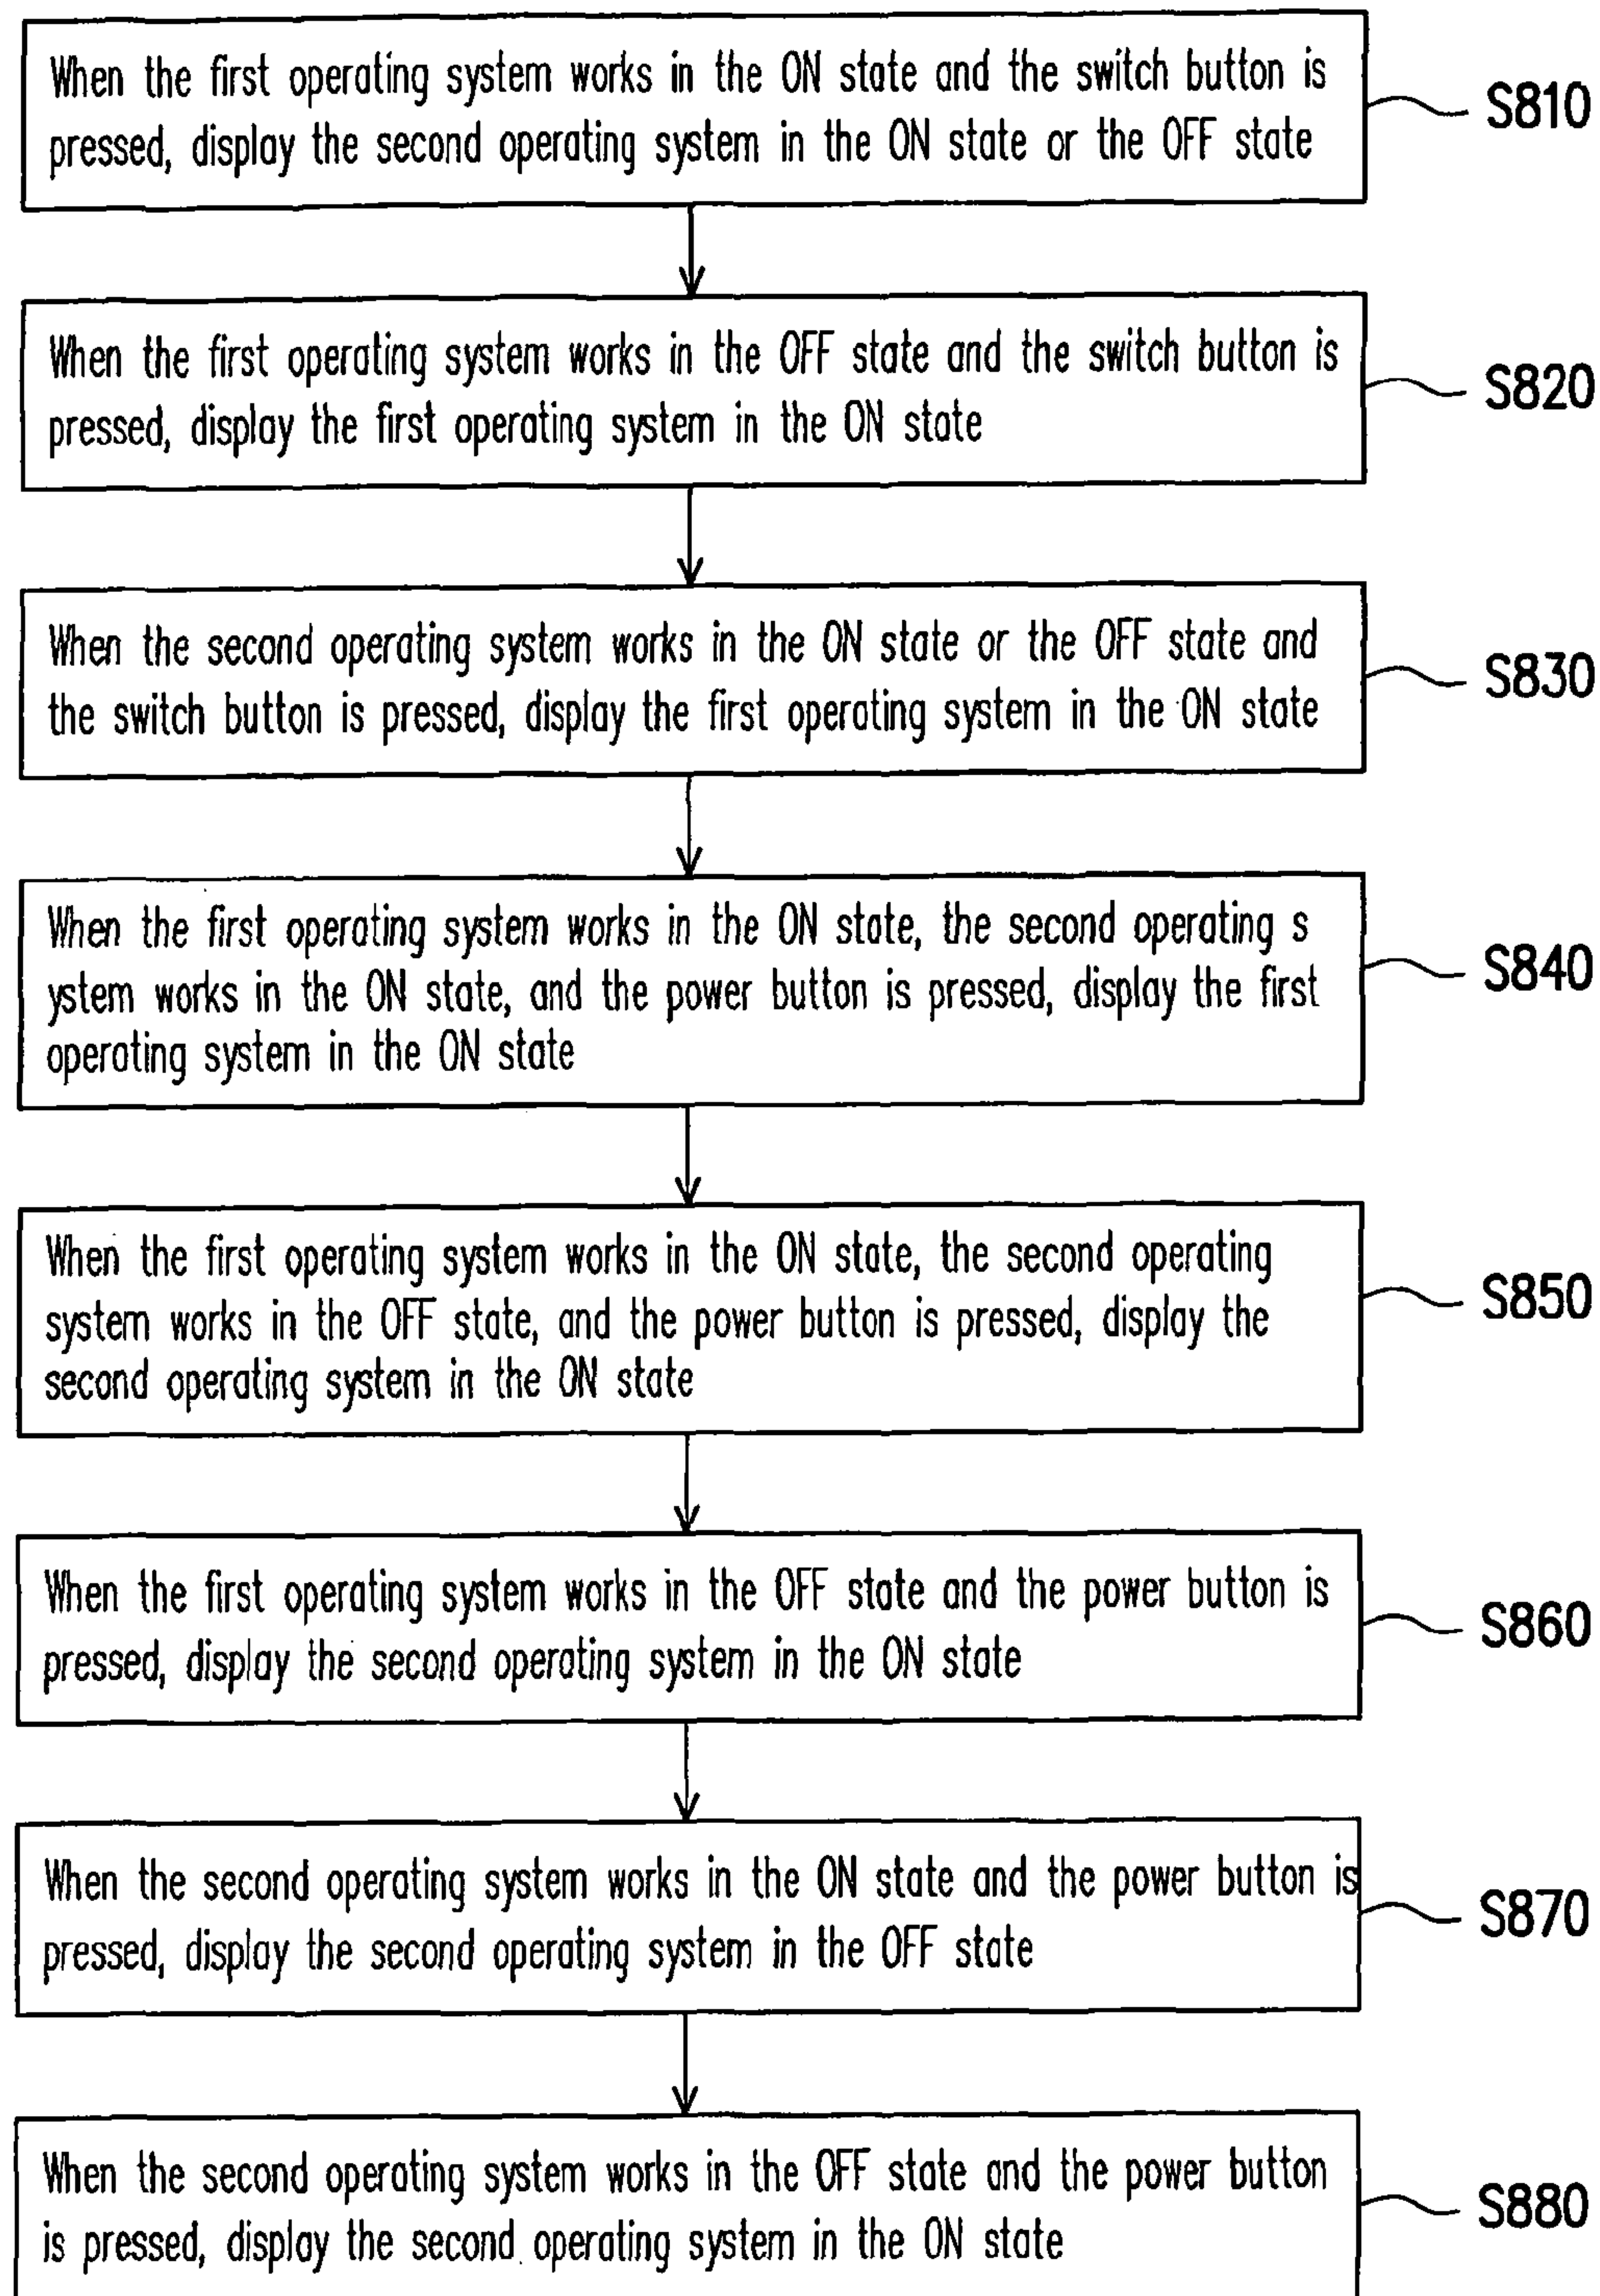 When the first operating system works in the ON state and the switch button is
pressed, display the second operating system in the ON state or the OFF state
S810
When the first operating system works in the OFF state and the switch button is
pressed, display the first operating system in the ON state
S820
When the second operating system works in the ON state or the OFF state and
the switch button is pressed, display the first operating system in the ON state
S830
When the first operating system works in the ON state, the second operating s
ystem works in the ON state, and the power button is pressed, display the first
operating system in the ON state
S840
When the first operating system works in the ON state, the second operating
system works in the OFF state, and the power button is pressed, display the
second operating system in the ON state
S850
When the first operating system works in the OFF state and the power button is
pressed, display the second operating system in the ON state
S860
When the second operating system works in the ON state and the power button is
pressed, display the second operating system in the OFF state
S870
When the second operating system works in the OFF state and the power button
is pressed, display the second operating system in the ON state
S880